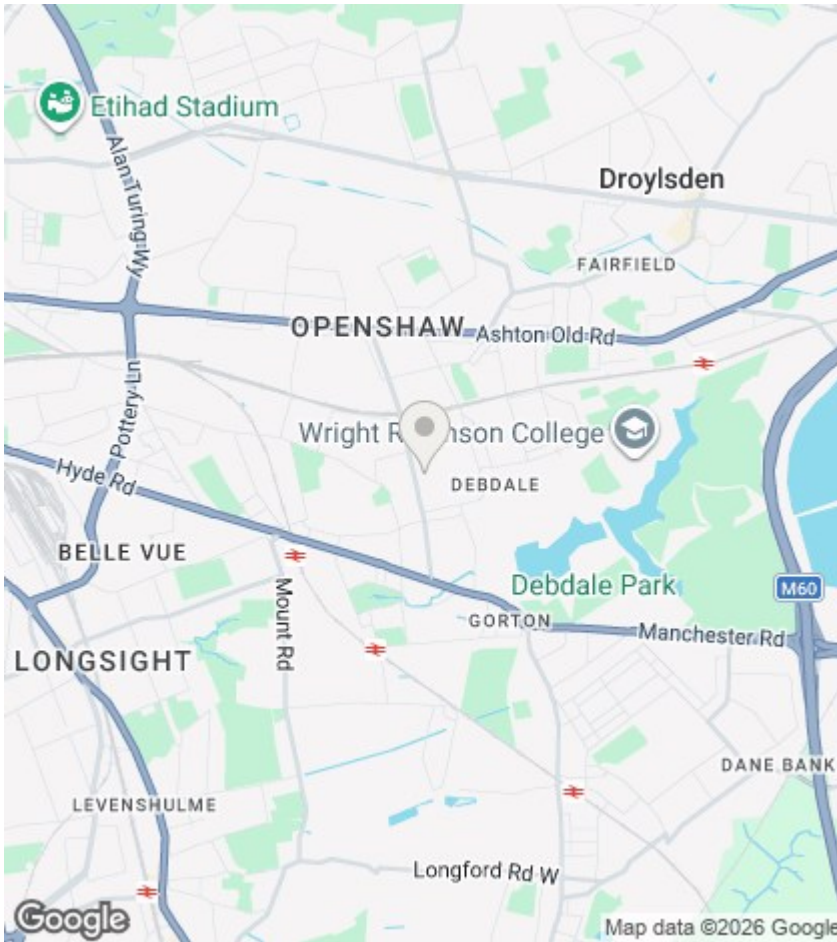 Etihad Stadium
Alan Turing Wy
Droylsden
FAIRFIELD
OPENSHAW
Ashton Old Rd
Pottery Ln
Wright R nson College
Hyde Rd
DEBDALE
BELLE VUE
Debdale Park
M60
Mount Rd
GORTON
Manchester Rd
LONGSIGHT
DANE BANK
LEVENSHULME
Longford Rd W
Google
Map data ©2026 Google